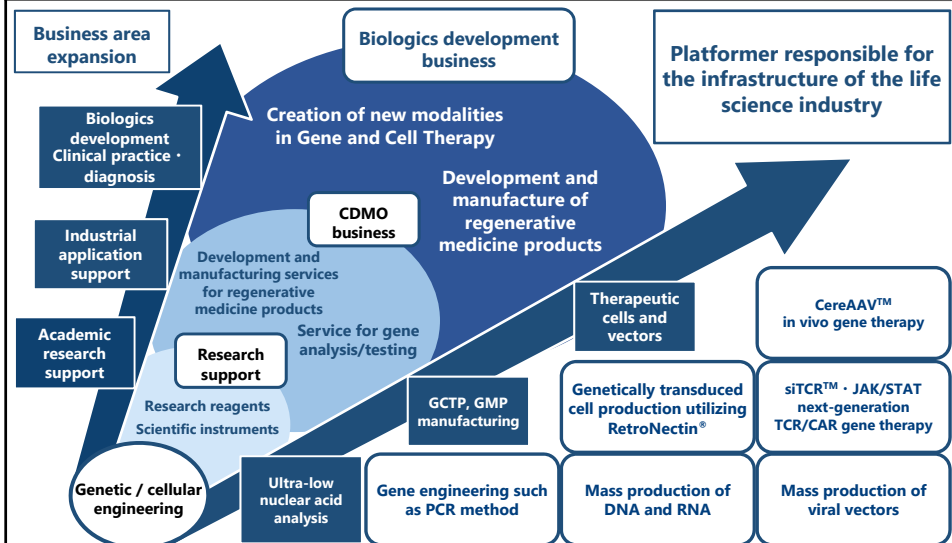 Business area
expansion
Biologics development
business
Platformer responsible for
the infrastructure of the life
science industry
Creation of new modalities
in Gene and Cell Therapy
Biologics
development
Clinical practice・
diagnosis
Development and
manufacture of
regenerative
medicine products
CDMO
business
Industrial
application
support
Development and
manufacturing services
for regenerative
medicine products
Service for gene
analysis/testing
Therapeutic
cells and
vectors
CereAAV™
in vivo gene therapy
Academic
research
support
Research
support
Research reagents
Scientific instruments
GCTP, GMP
manufacturing
Genetically transduced
cell production utilizing
RetroNectin®
siTCR™・JAK/STAT
next-generation
TCR/CAR gene therapy
Genetic / cellular
engineering
Ultra-low
nuclear acid
analysis
Gene engineering such
as PCR method
Mass production of
DNA and RNA
Mass production of
viral vectors